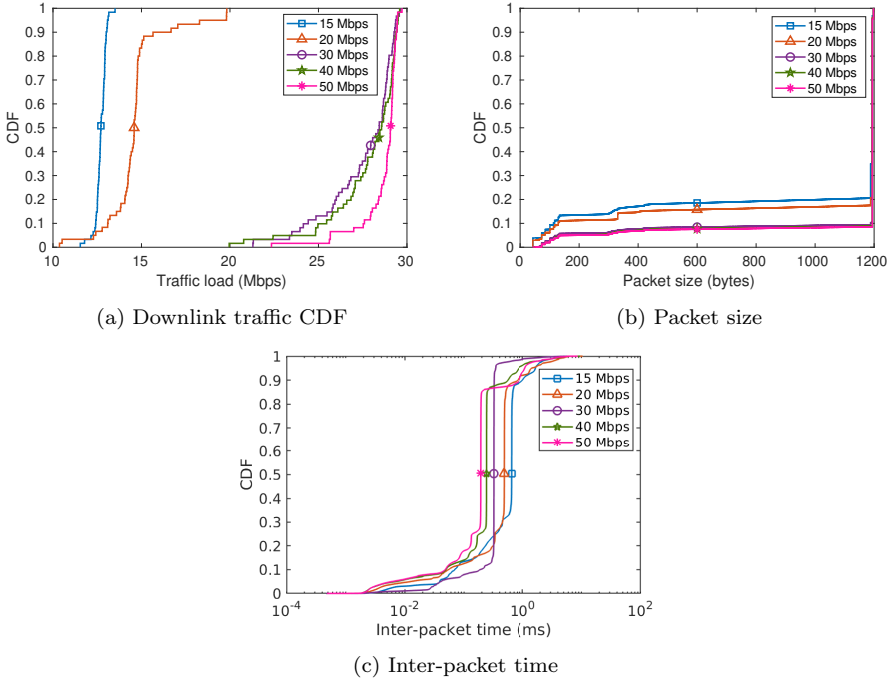 1
0.9
0.8
0.7
0.6
0.5
0.4
0.3
0.2
0.1
0
CDF
10 15 20 25 30
Traffic load (Mbps)
15 Mbps
20 Mbps
30 Mbps
40 Mbps
50 Mbps
(a) Downlink traffic CDF
1
0.9
0.8
0.7
0.6
0.5
0.4
0.3
0.2
0.1
0
CDF
0 200 400 600 800 1000 1200
Packet size (bytes)
15 Mbps
20 Mbps
30 Mbps
40 Mbps
50 Mbps
(b) Packet size
1
0.9
0.8
0.7
0.6
0.5
0.4
0.3
0.2
0.1
0
CDF
10⁻⁴ 10⁻² 10⁰ 10²
Inter-packet time (ms)
15 Mbps
20 Mbps
30 Mbps
40 Mbps
50 Mbps
(c) Inter-packet time